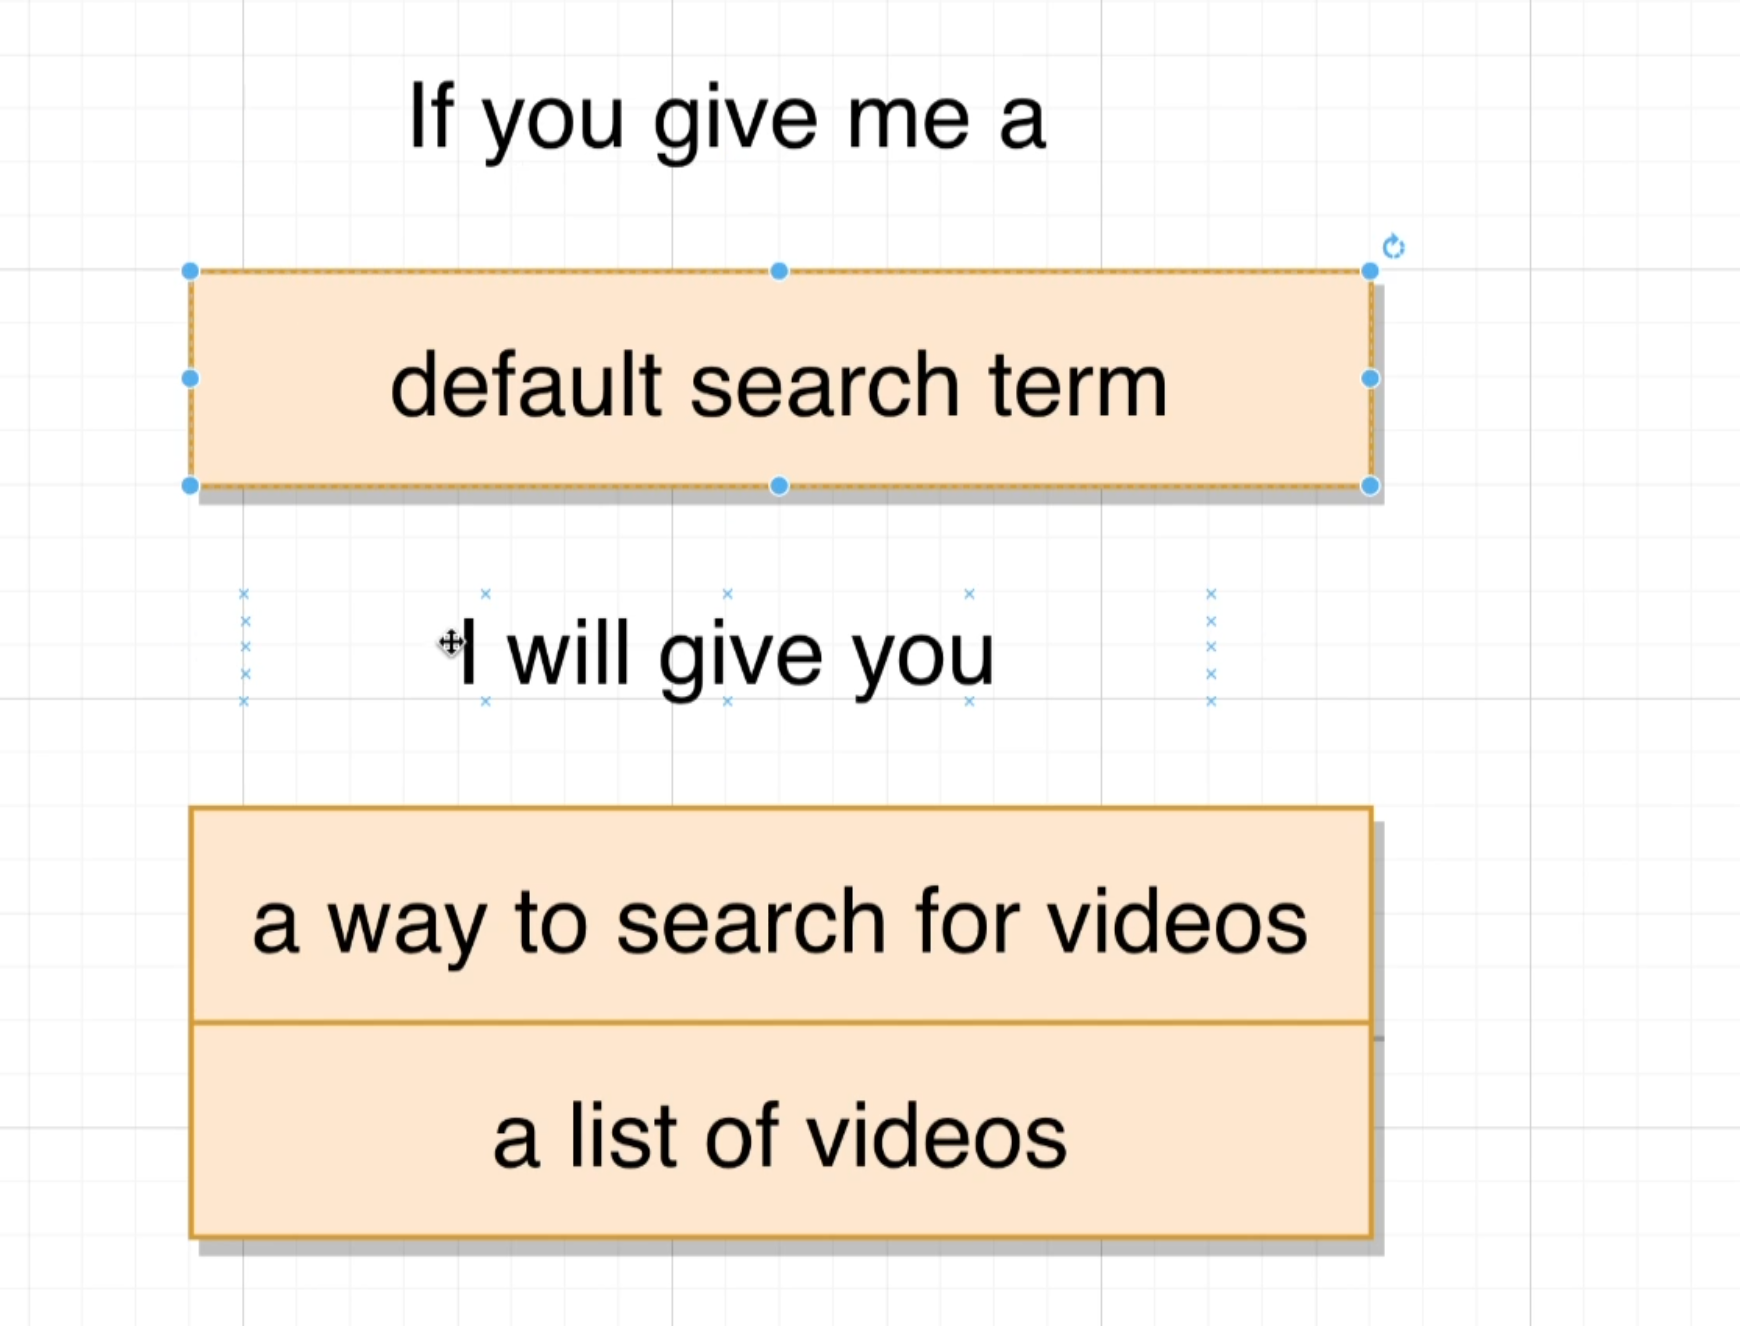 If you give me a
default search term
I will give you
a way to search for videos
a list of videos